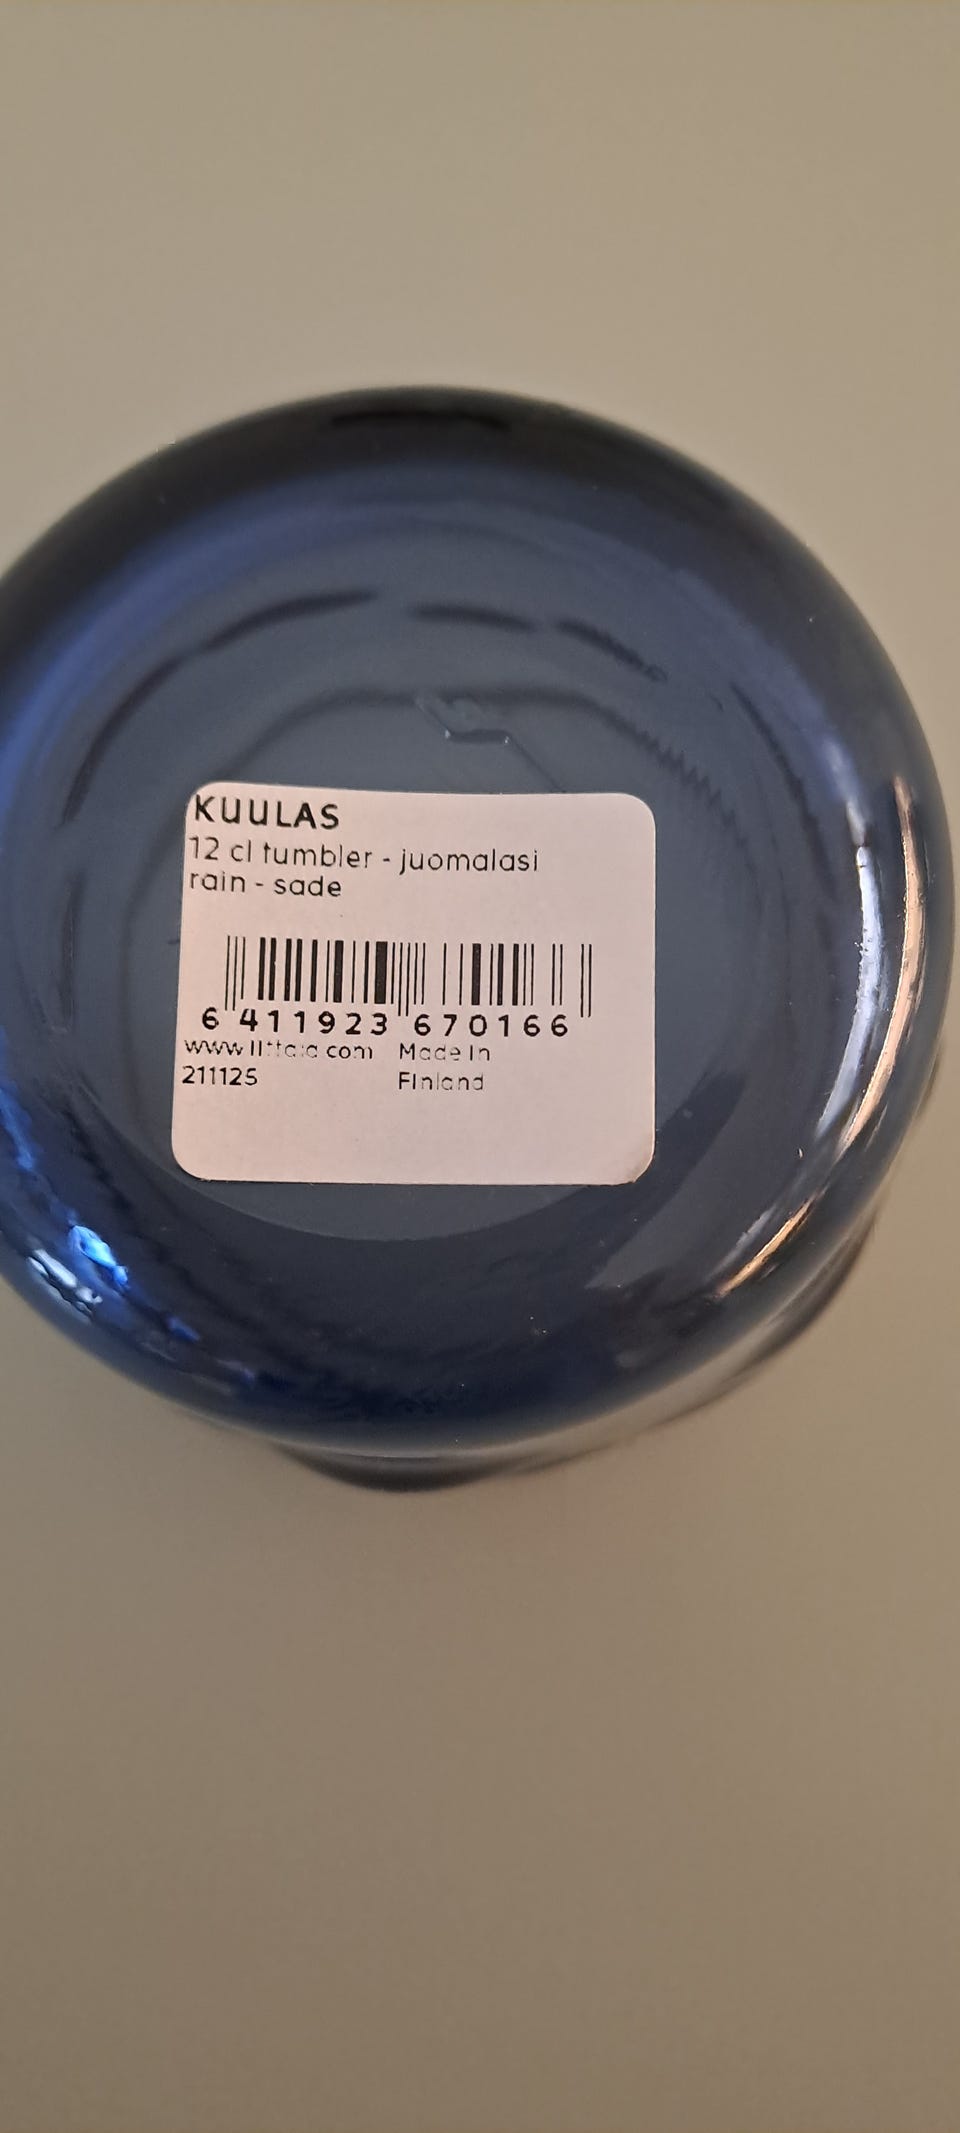 KUULAS
12 cl tumbler - juomalasi
rain - sade
6 411923 670166
www.iittala.com Made in
211125 Finland